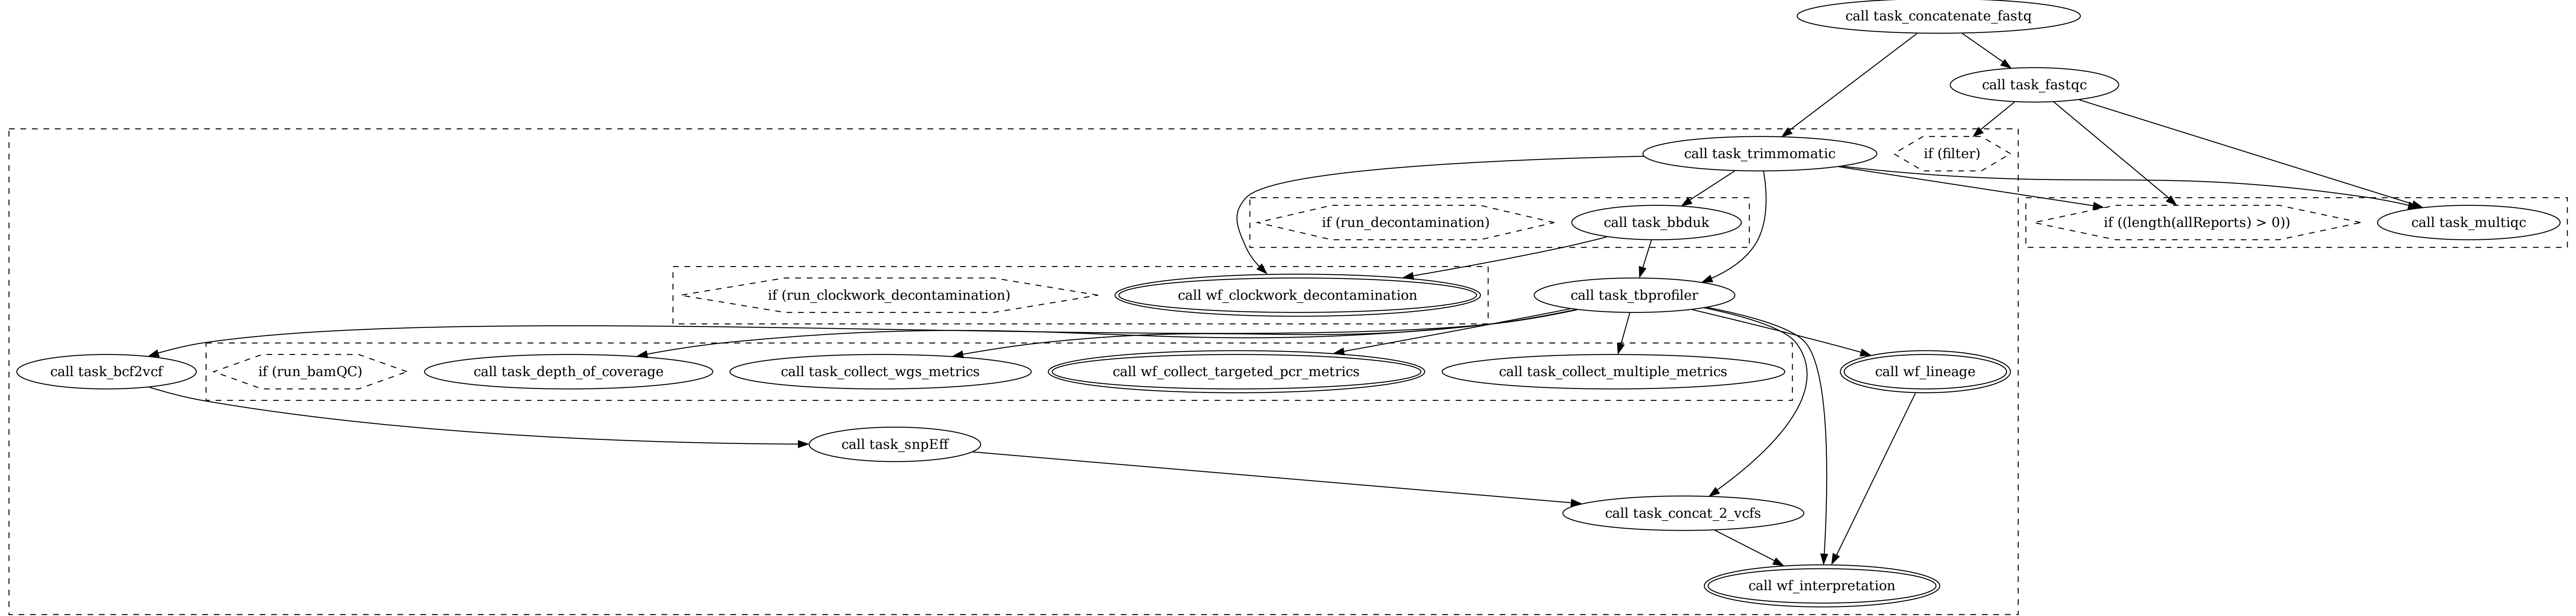 call task_concatenate_fastq
call task_fastqc
call task_trimmomatic
if (filter)
if (run_decontamination)
call task_bbduk
if ((length(allReports) > 0))
call task_multiqc
if (run_clockwork_decontamination)
call wf_clockwork_decontamination
call task_tbprofiler
call task_bcf2vcf
if (run_bamQC)
call task_depth_of_coverage
call task_collect_wgs_metrics
call wf_collect_targeted_pcr_metrics
call task_collect_multiple_metrics
call wf_lineage
call task_snpEff
call task_concat_2_vcfs
call wf_interpretation